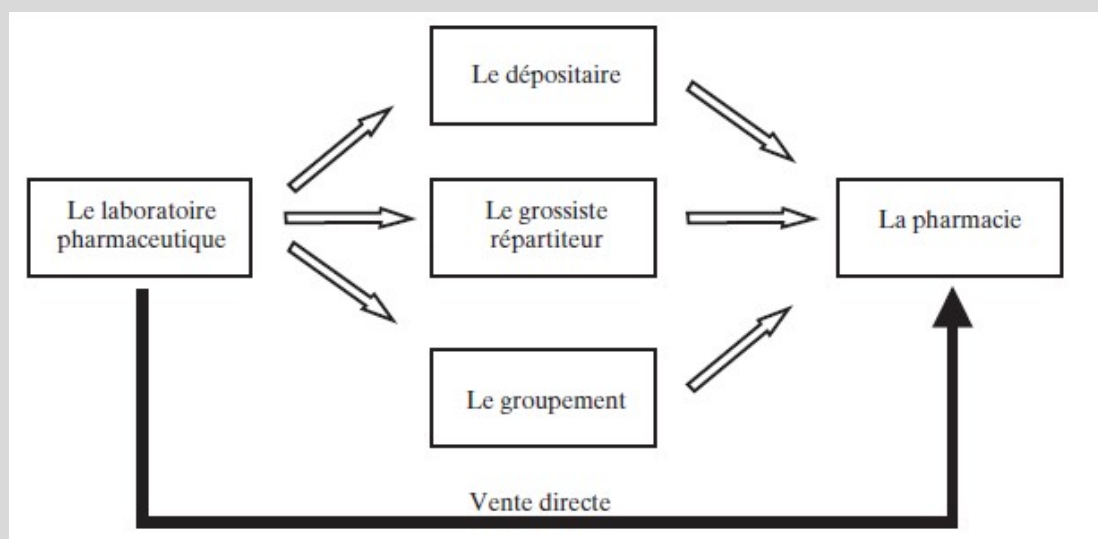 Le dépositaire
Le laboratoire
pharmaceutique
Le grossiste
répartiteur
La pharmacie
Le groupement
Vente directe